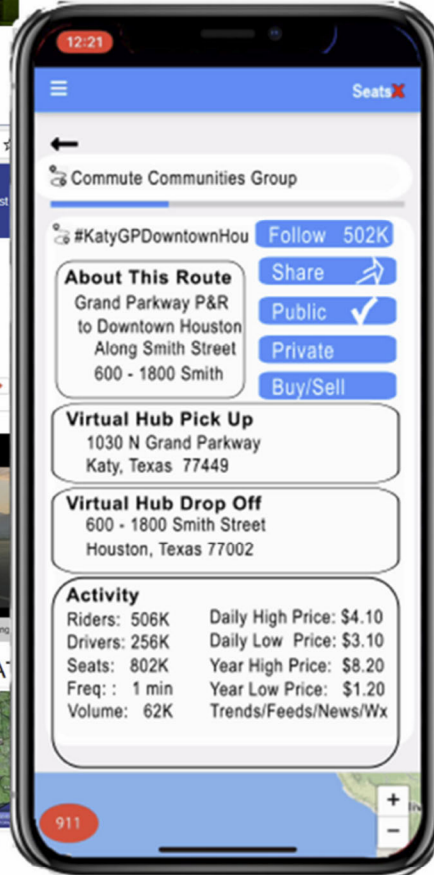 12:21
SeatsX
Commute Communities Group
#KatyGPDowntownHou
Follow 502K
Share
Public
Private
Buy/Sell
About This Route
Grand Parkway P&R
to Downtown Houston
Along Smith Street
600 - 1800 Smith
Virtual Hub Pick Up
1030 N Grand Parkway
Katy, Texas 77449
Virtual Hub Drop Off
600 - 1800 Smith Street
Houston, Texas 77002
Activity
Riders: 506K
Drivers: 256K
Seats: 802K
Freq: : 1 min
Volume: 62K
Daily High Price: $4.10
Daily Low Price: $3.10
Year High Price: $8.20
Year Low Price: $1.20
Trends/Feeds/News/Wx
911
+
−